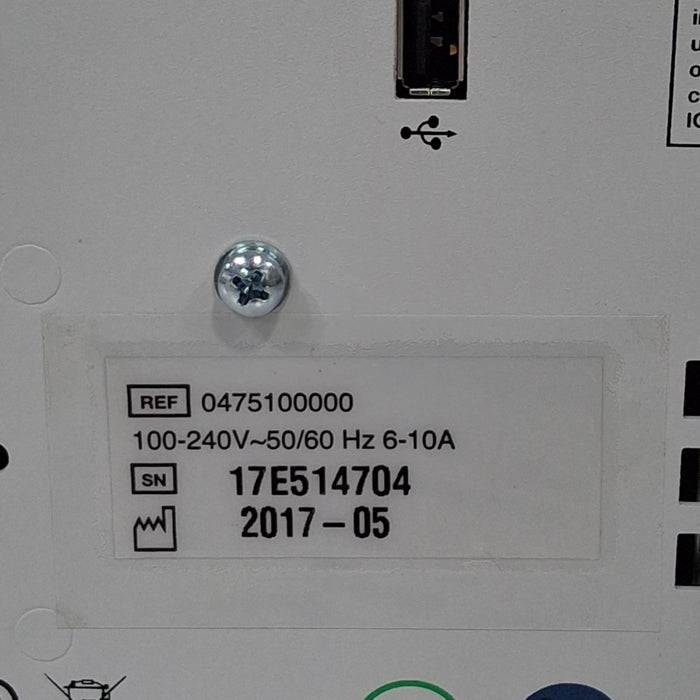 REF 0475100000
100-240V~50/60 Hz 6-10A
SN 17E514704
2017-05